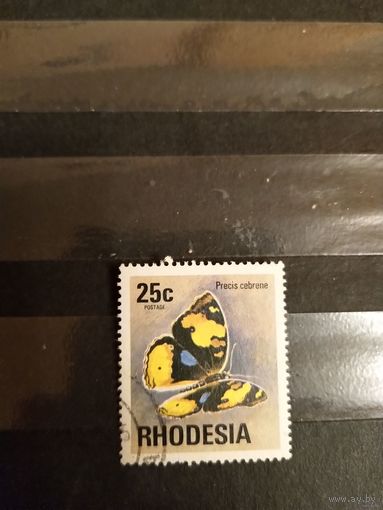 Precis cebrene
25c
POSTAGE
RHODESIA
www.ay.by